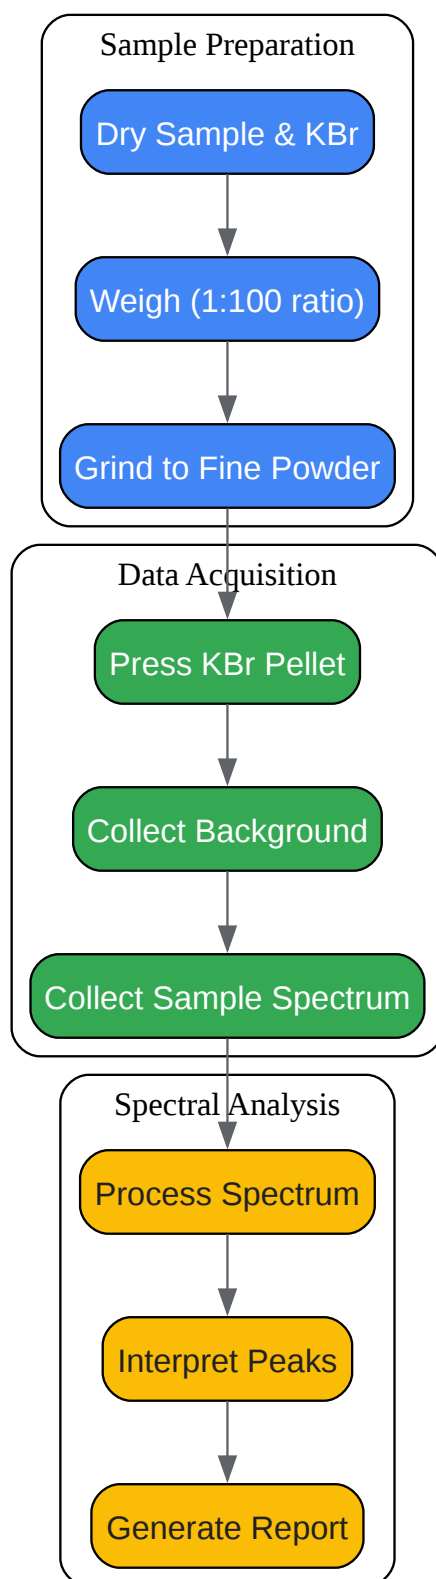 Sample Preparation
Dry Sample & KBr
Weigh (1:100 ratio)
Grind to Fine Powder
Data Acquisition
Press KBr Pellet
Collect Background
Collect Sample Spectrum
Spectral Analysis
Process Spectrum
Interpret Peaks
Generate Report